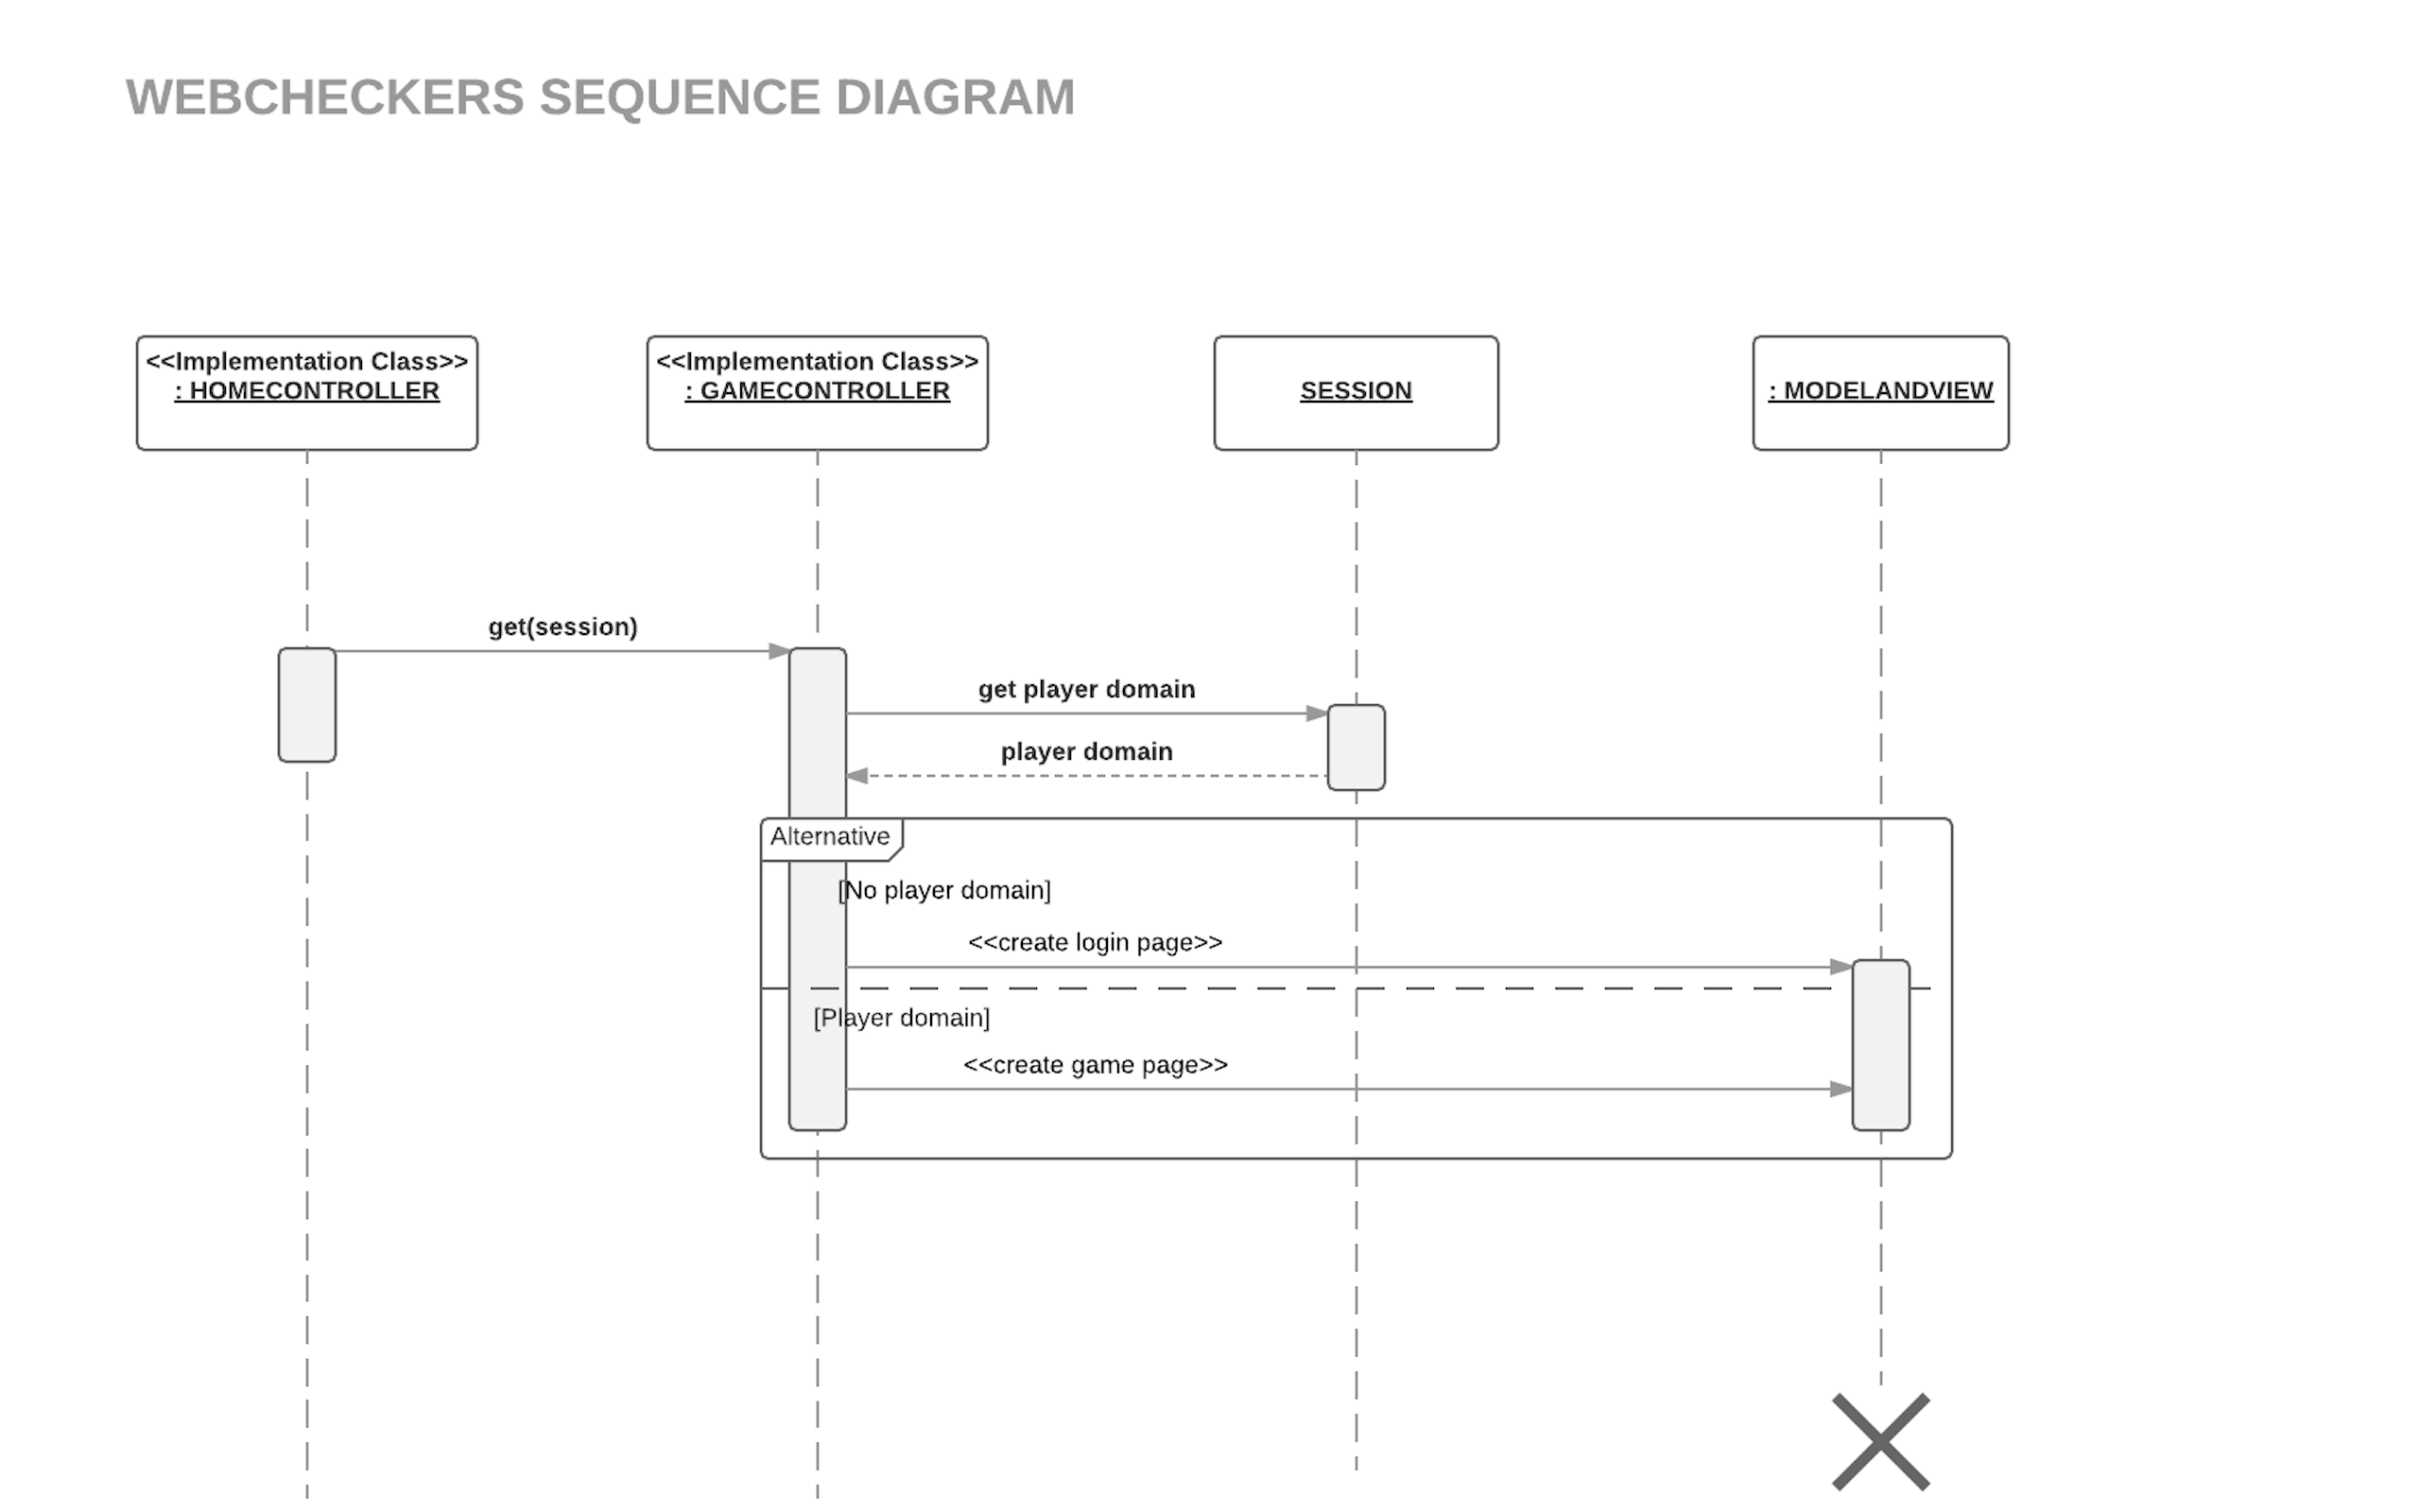 WEBCHECKERS SEQUENCE DIAGRAM
<<Implementation Class>>
: HOMECONTROLLER
<<Implementation Class>>
: GAMECONTROLLER
SESSION
: MODELANDVIEW
get(session)
get player domain
player domain
Alternative
[No player domain]
<<create login page>>
[Player domain]
<<create game page>>